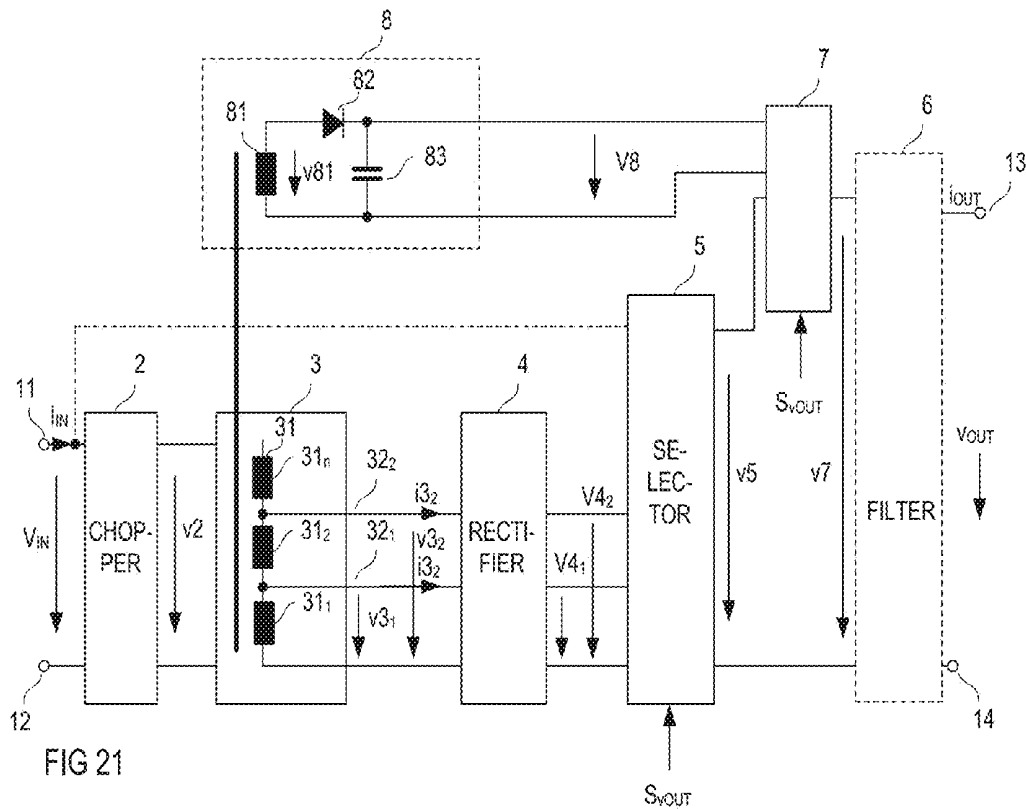 8
82
7
81
v81
83
V8
6
13
iOUT
5
2
3
4
SvOUT
11
iIN
31
31n
32₂
i3₂
V4₂
SE-
LEC-
TOR
v5
v7
vOUT
VIN
CHOP-
PER
v2
31₂
32₁
v3₂
i3₂
RECTI-
FIER
V4₁
FILTER
31₁
v3₁
12
14
FIG 21
SvOUT